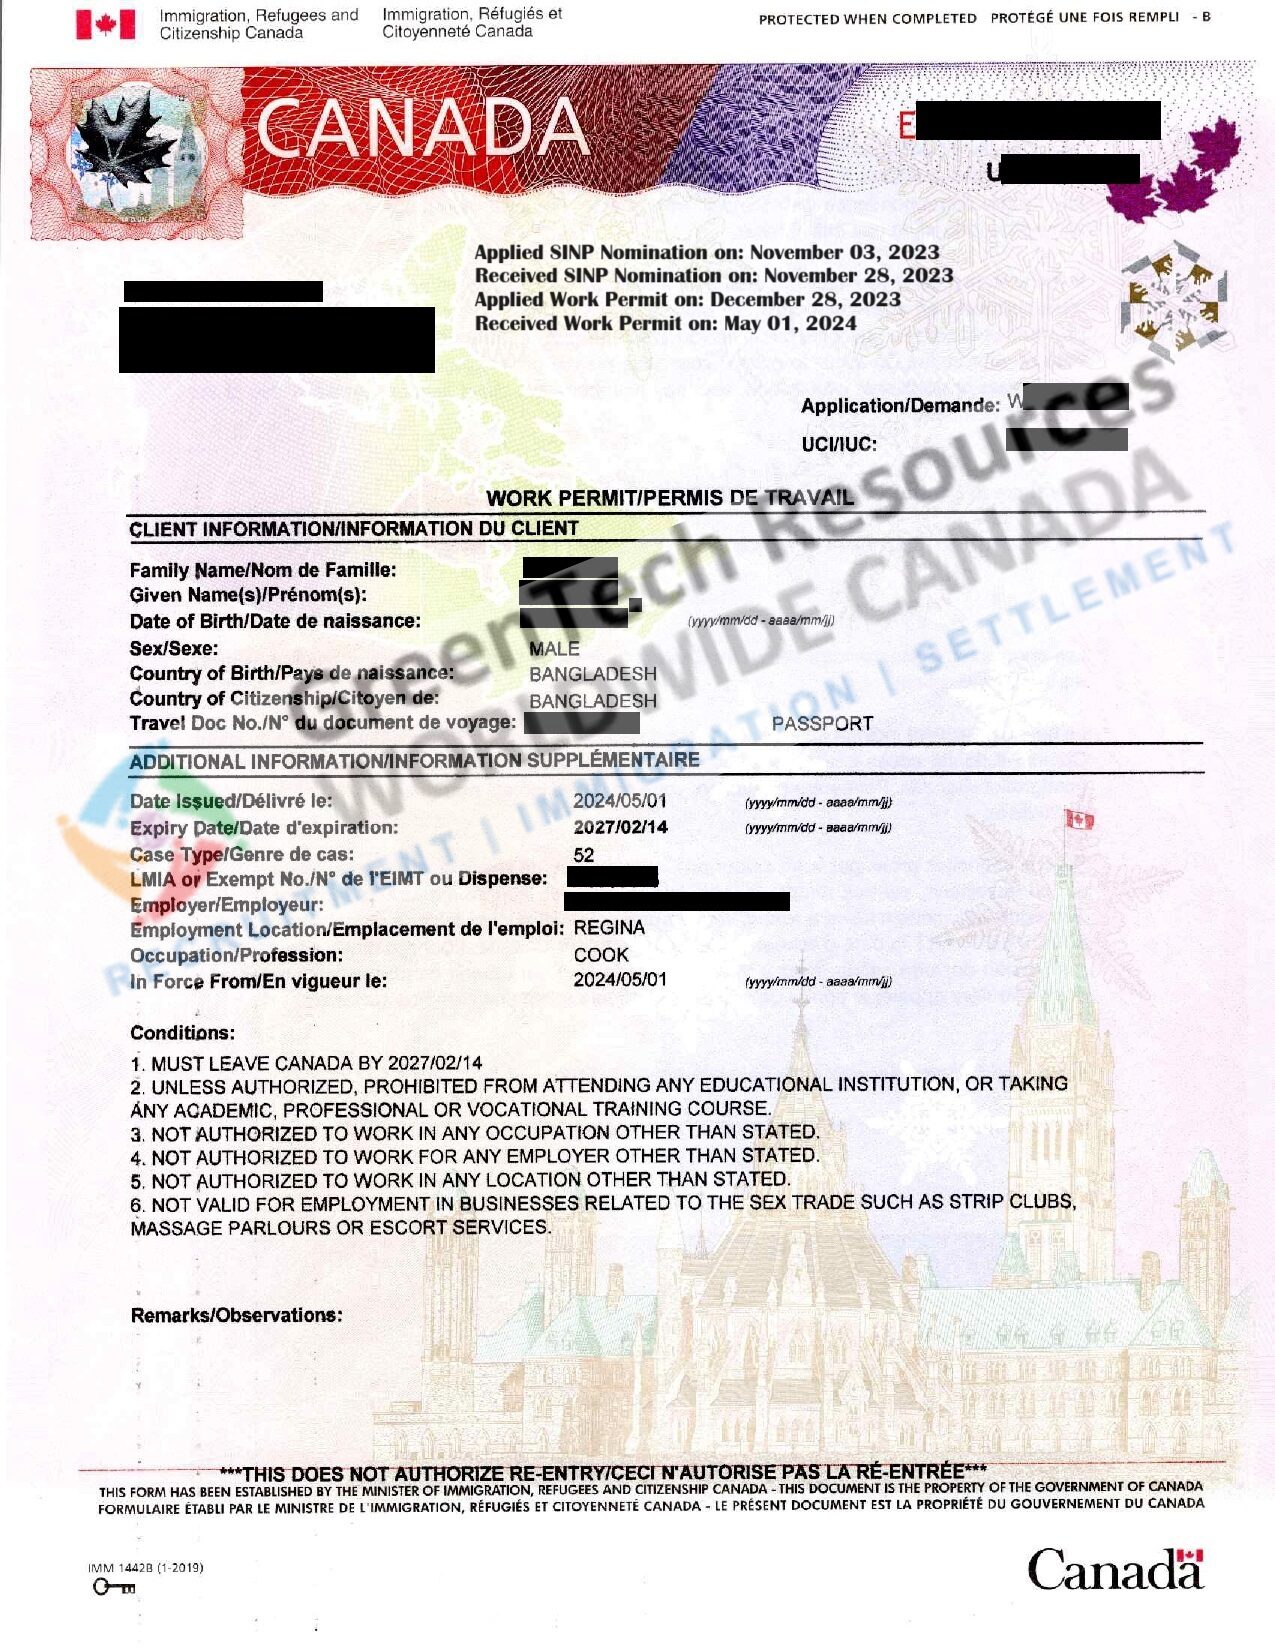 Immigration, Refugees and Citizenship Canada
Immigration, Réfugiés et Citoyenneté Canada
PROTECTED WHEN COMPLETED PROTÉGÉ UNE FOIS REMPLI - B
CANADA
E
U
Applied SINP Nomination on: November 03, 2023
Received SINP Nomination on: November 28, 2023
Applied Work Permit on: December 28, 2023
Received Work Permit on: May 01, 2024
Application/Demande: W
UCI/IUC:
WORK PERMIT/PERMIS DE TRAVAIL
CLIENT INFORMATION/INFORMATION DU CLIENT
Family Name/Nom de Famille:
Given Name(s)/Prénom(s):
Date of Birth/Date de naissance: (yyyy/mm/dd - aaaa/mm/jj)
Sex/Sexe: MALE
Country of Birth/Pays de naissance: BANGLADESH
Country of Citizenship/Citoyen de: BANGLADESH
Travel Doc No./N° du document de voyage: PASSPORT
ADDITIONAL INFORMATION/INFORMATION SUPPLÉMENTAIRE
Date Issued/Délivré le: 2024/05/01 (yyyy/mm/dd - aaaa/mm/jj)
Expiry Date/Date d'expiration: 2027/02/14 (yyyy/mm/dd - aaaa/mm/jj)
Case Type/Genre de cas: 52
LMIA or Exempt No./N° de l'EIMT ou Dispense:
Employer/Employeur:
Employment Location/Emplacement de l'emploi: REGINA
Occupation/Profession: COOK
In Force From/En vigueur le: 2024/05/01 (yyyy/mm/dd - aaaa/mm/jj)
Conditions:
1. MUST LEAVE CANADA BY 2027/02/14
2. UNLESS AUTHORIZED, PROHIBITED FROM ATTENDING ANY EDUCATIONAL INSTITUTION, OR TAKING
ANY ACADEMIC, PROFESSIONAL OR VOCATIONAL TRAINING COURSE.
3. NOT AUTHORIZED TO WORK IN ANY OCCUPATION OTHER THAN STATED.
4. NOT AUTHORIZED TO WORK FOR ANY EMPLOYER OTHER THAN STATED.
5. NOT AUTHORIZED TO WORK IN ANY LOCATION OTHER THAN STATED.
6. NOT VALID FOR EMPLOYMENT IN BUSINESSES RELATED TO THE SEX TRADE SUCH AS STRIP CLUBS,
MASSAGE PARLOURS OR ESCORT SERVICES.
Remarks/Observations:
***THIS DOES NOT AUTHORIZE RE-ENTRY/CECI N'AUTORISE PAS LA RÉ-ENTRÉE***
THIS FORM HAS BEEN ESTABLISHED BY THE MINISTER OF IMMIGRATION, REFUGEES AND CITIZENSHIP CANADA - THIS DOCUMENT IS THE PROPERTY OF THE GOVERNMENT OF CANADA
FORMULAIRE ÉTABLI PAR LE MINISTRE DE L'IMMIGRATION, RÉFUGIÉS ET CITOYENNETÉ CANADA - LE PRÉSENT DOCUMENT EST LA PROPRIÉTÉ DU GOUVERNEMENT DU CANADA
IMM 1442B (1-2019)
Canada
GreenTech Resources
WORLDWIDE CANADA
RECRUITMENT | IMMIGRATION | SETTLEMENT